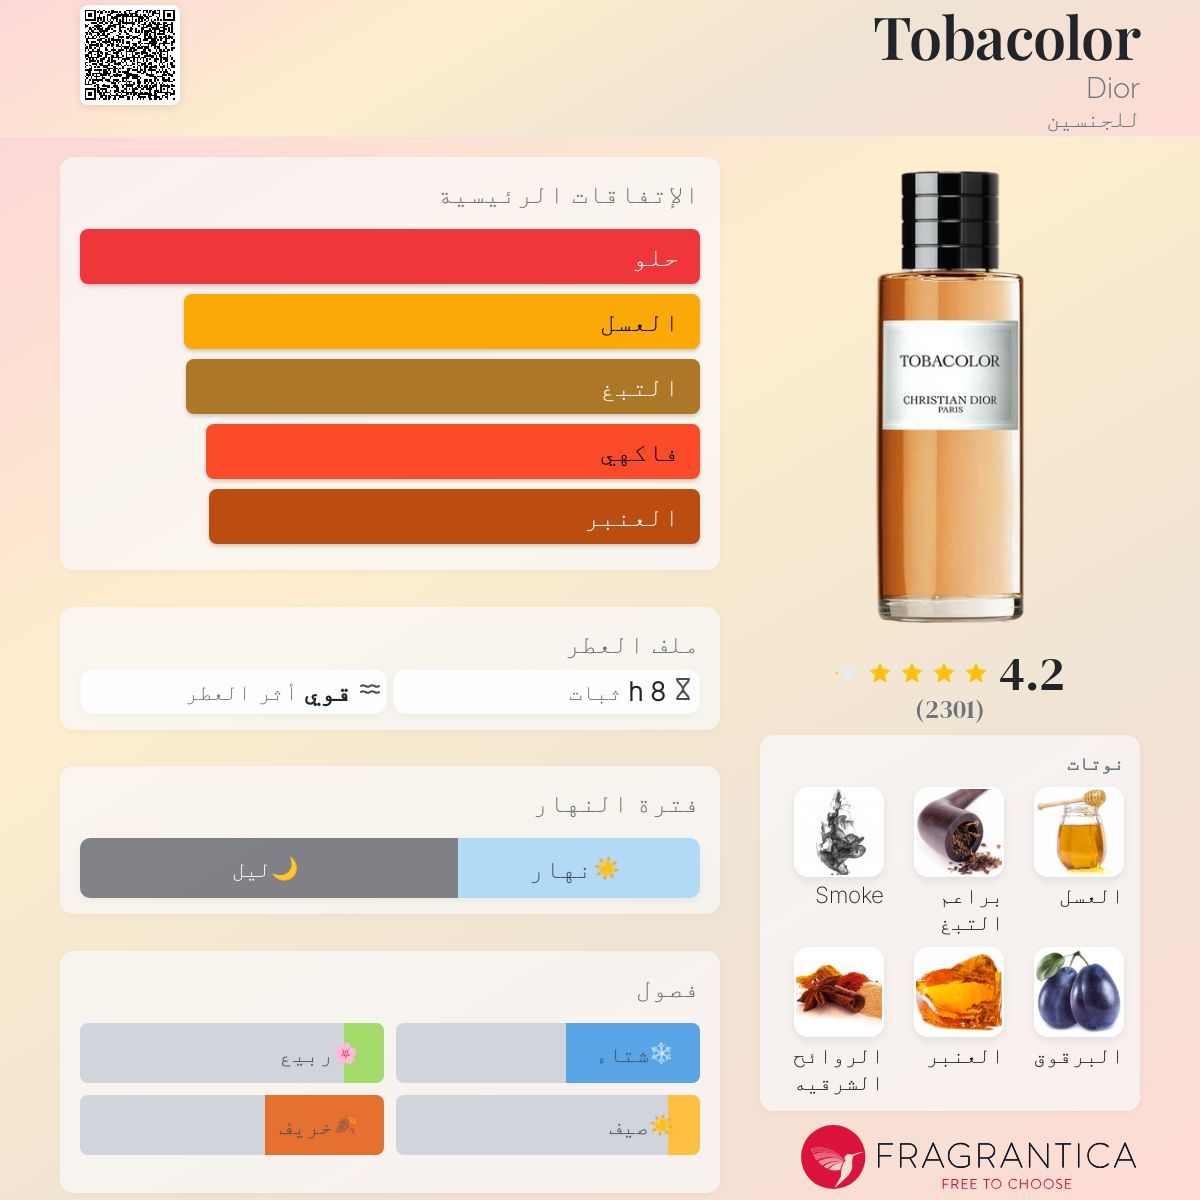 Tobacolor
Dior
للجنسين
TOBACOLOR
CHRISTIAN DIOR
PARIS
4.2
(2301)
نوتات
العسل
براعم التبغ
Smoke
البرقوق
العنبر
الروائح الشرقيه
FRAGRANTICA
FREE TO CHOOSE
الإتفاقات الرئيسية
حلو
العسل
التبغ
فاكهي
العنبر
ملف العطر
8 h ثبات
قوي أثر العطر
فترة النهار
نهار
ليل
فصول
شتاء
ربيع
صيف
خريف